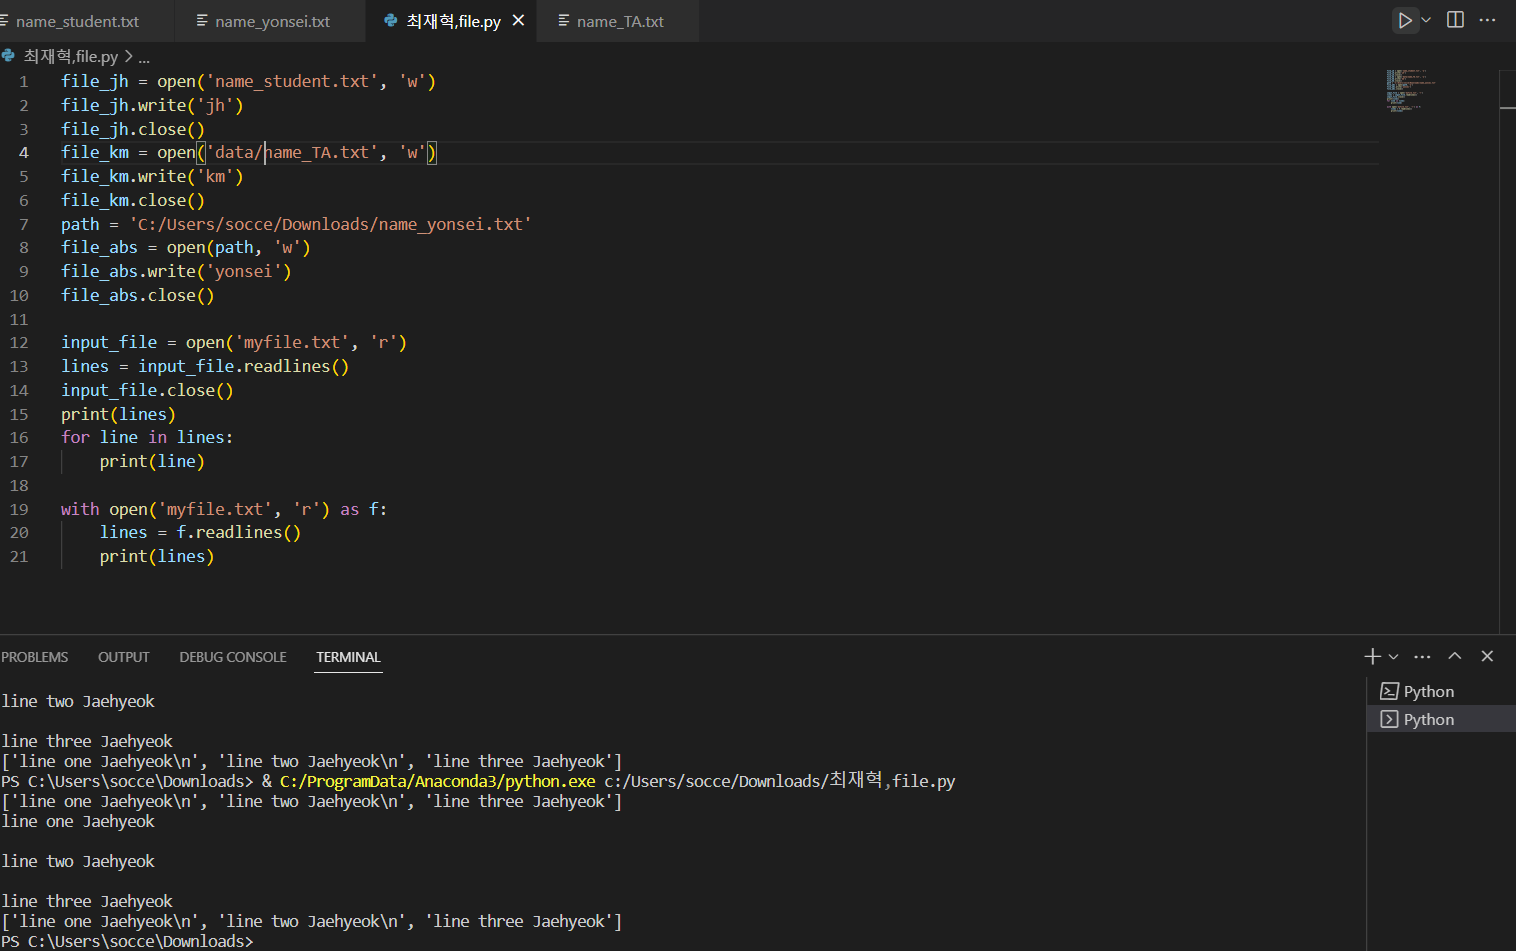 name_student.txt name_yonsei.txt 최재혁,file.py name_TA.txt
최재혁,file.py > ...
1 file_jh = open('name_student.txt', 'w')
2 file_jh.write('jh')
3 file_jh.close()
4 file_km = open('data/name_TA.txt', 'w')
5 file_km.write('km')
6 file_km.close()
7 path = 'C:/Users/socce/Downloads/name_yonsei.txt'
8 file_abs = open(path, 'w')
9 file_abs.write('yonsei')
10 file_abs.close()
11
12 input_file = open('myfile.txt', 'r')
13 lines = input_file.readlines()
14 input_file.close()
15 print(lines)
16 for line in lines:
17     print(line)
18
19 with open('myfile.txt', 'r') as f:
20     lines = f.readlines()
21     print(lines)
PROBLEMS OUTPUT DEBUG CONSOLE TERMINAL
Python
Python
line two Jaehyeok
line three Jaehyeok
['line one Jaehyeok\n', 'line two Jaehyeok\n', 'line three Jaehyeok']
PS C:\Users\socce\Downloads> & C:/ProgramData/Anaconda3/python.exe c:/Users/socce/Downloads/최재혁,file.py
['line one Jaehyeok\n', 'line two Jaehyeok\n', 'line three Jaehyeok']
line one Jaehyeok
line two Jaehyeok
line three Jaehyeok
['line one Jaehyeok\n', 'line two Jaehyeok\n', 'line three Jaehyeok']
PS C:\Users\socce\Downloads>